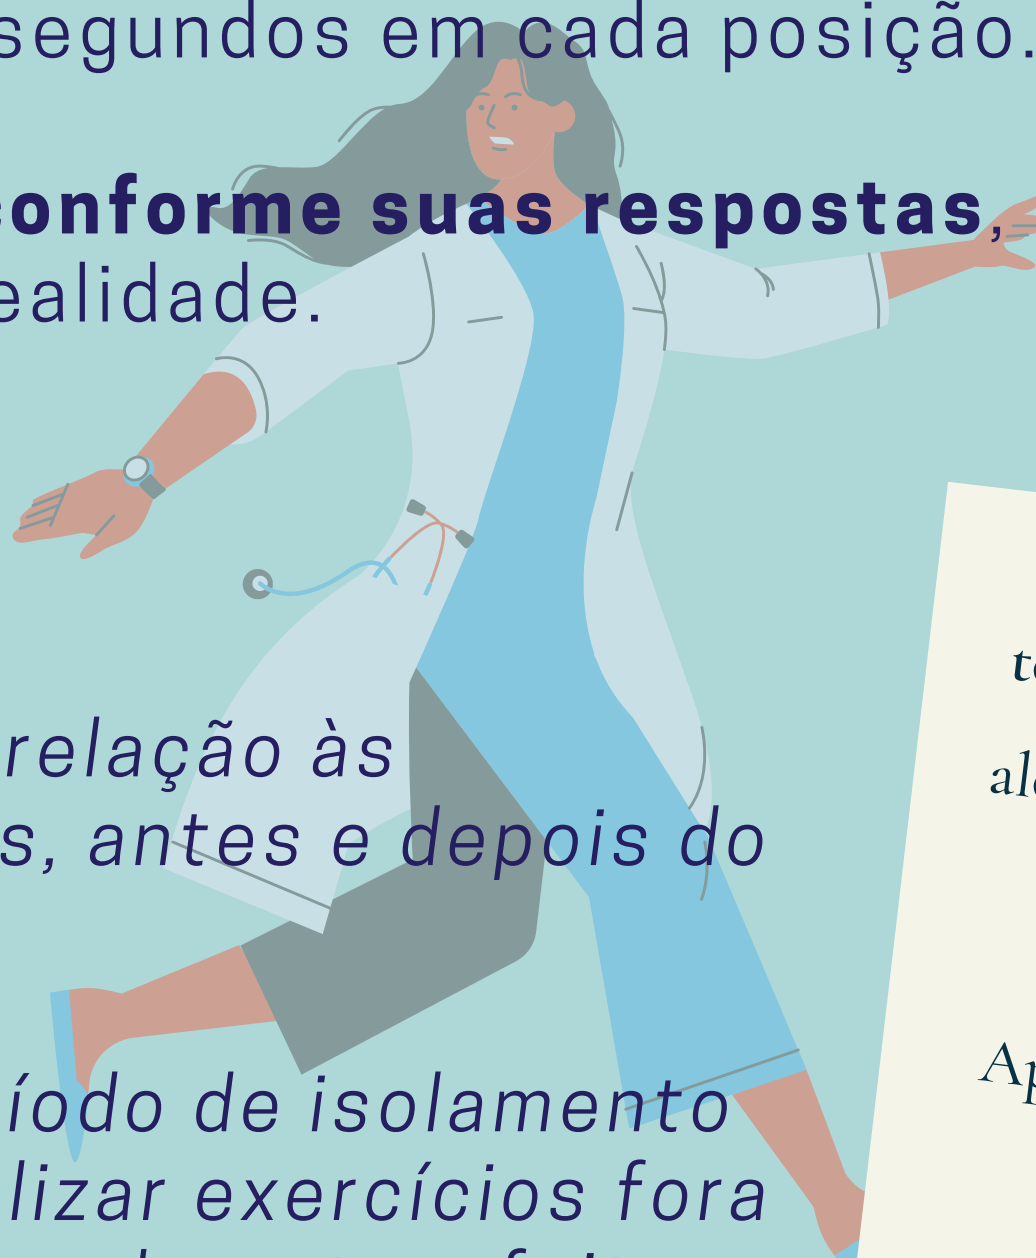 segundos em cada posição.
conforme suas respostas,
ealidade.
relação às
s, antes e depois do
íodo de isolamento
lizar exercícios fora